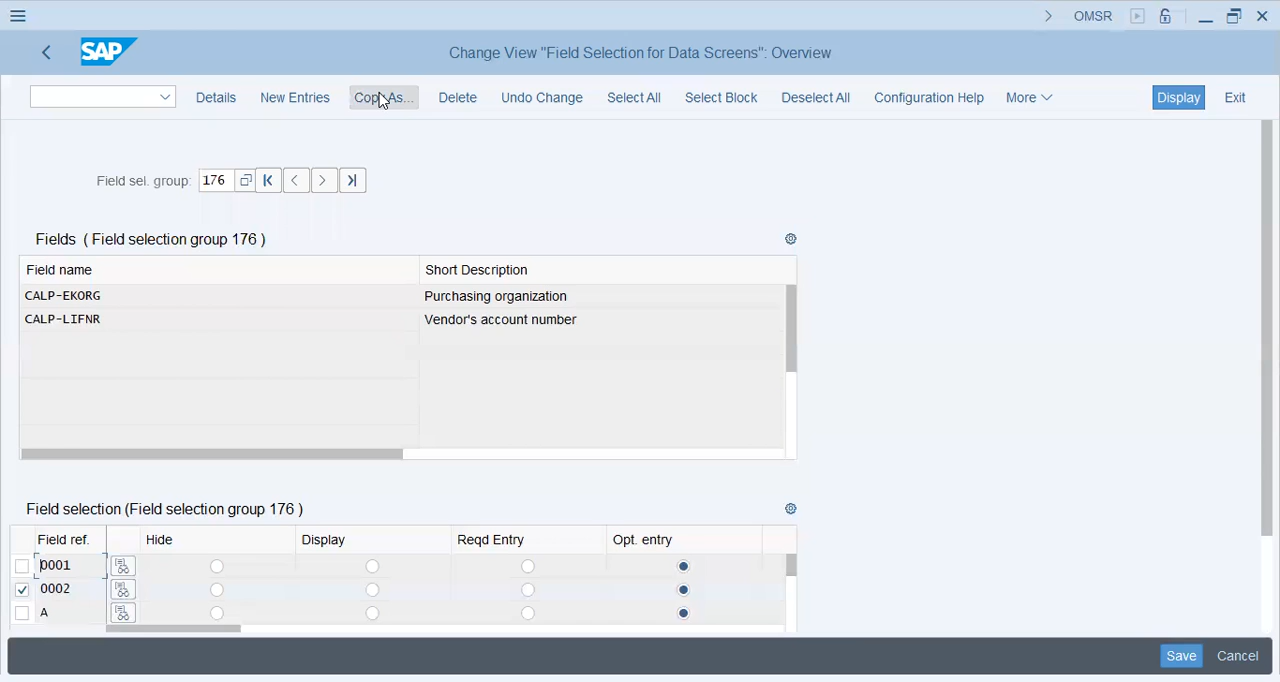 OMSR
SAP Change View "Field Selection for Data Screens": Overview
Details New Entries Copy As... Delete Undo Change Select All Select Block Deselect All Configuration Help More Display Exit
Field sel. group: 176
Fields ( Field selection group 176 )
Field name Short Description
CALP-EKORG Purchasing organization
CALP-LIFNR Vendor's account number
Field selection (Field selection group 176 )
Field ref. Hide Display Reqd Entry Opt. entry
0001
0002
A
Save Cancel